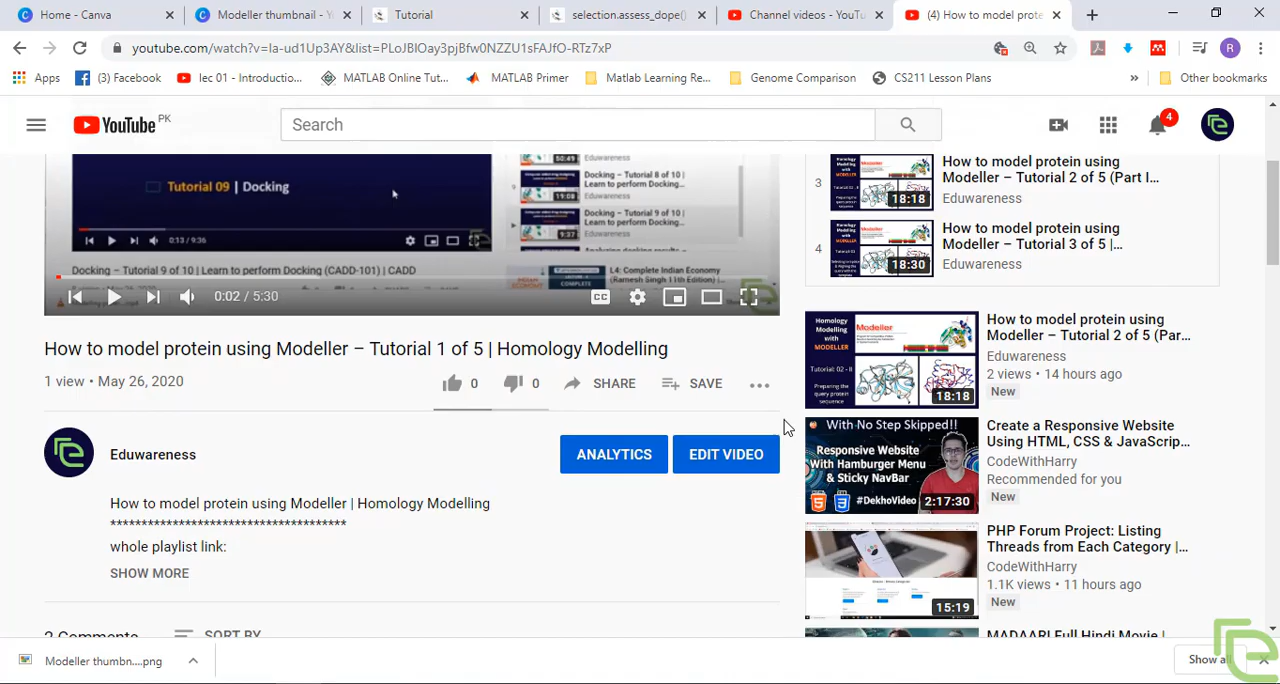 Home - Canva
Modeller thumbnail - Y
Tutorial
selection.assess_dope()
Channel videos - YouTu
(4) How to model prote
youtube.com/watch?v=la-ud1Up3AY&list=PLoJBIOay3pjBfw0NZZU1sFAJfO-RTz7xP
R
Apps
(3) Facebook
lec 01 - Introductio...
MATLAB Online Tut...
MATLAB Primer
Matlab Learning Re...
Genome Comparison
CS211 Lesson Plans
Other bookmarks
YouTube PK
Search
4
Tutorial 09 | Docking
0:13 / 9:36
50:49
Eduwareness
Docking – Tutorial 8 of 10 |
Learn to perform Docking...
Eduwareness
19:08
Docking – Tutorial 9 of 10 |
Learn to perform Docking...
Eduwareness
9:37
Docking – Tutorial 9 of 10 | Learn to perform Docking (CADD-101) | CADD
L4: Complete Indian Economy
(Ramesh Singh 11th Edition) |
0:02 / 5:30
CC
How to model protein using Modeller – Tutorial 1 of 5 | Homology Modelling
1 view • May 26, 2020
0
0
SHARE
SAVE
Eduwareness
ANALYTICS
EDIT VIDEO
How to model protein using Modeller | Homology Modelling
***********************************
whole playlist link:
SHOW MORE
2 Comments
SORT BY
3
Modeller
18:18
How to model protein using
Modeller – Tutorial 2 of 5 (Part I...
Eduwareness
4
Modeller
18:30
How to model protein using
Modeller – Tutorial 3 of 5 |...
Eduwareness
Homology
Modelling
with
MODELLER
Tutorial: 02 - II
Preparing the
query protein
sequence
Modeller
18:18
How to model protein using
Modeller – Tutorial 2 of 5 (Par...
Eduwareness
2 views • 14 hours ago
New
With No Step Skipped!!
Responsive Website
With Hamburger Menu
& Sticky NavBar
#DekhoVideo
2:17:30
Create a Responsive Website
Using HTML, CSS & JavaScrip...
CodeWithHarry
Recommended for you
New
15:19
PHP Forum Project: Listing
Threads from Each Category |...
CodeWithHarry
1.1K views • 11 hours ago
New
MADAARI Full Hindi Movie |
Modeller thumbn....png
Show all